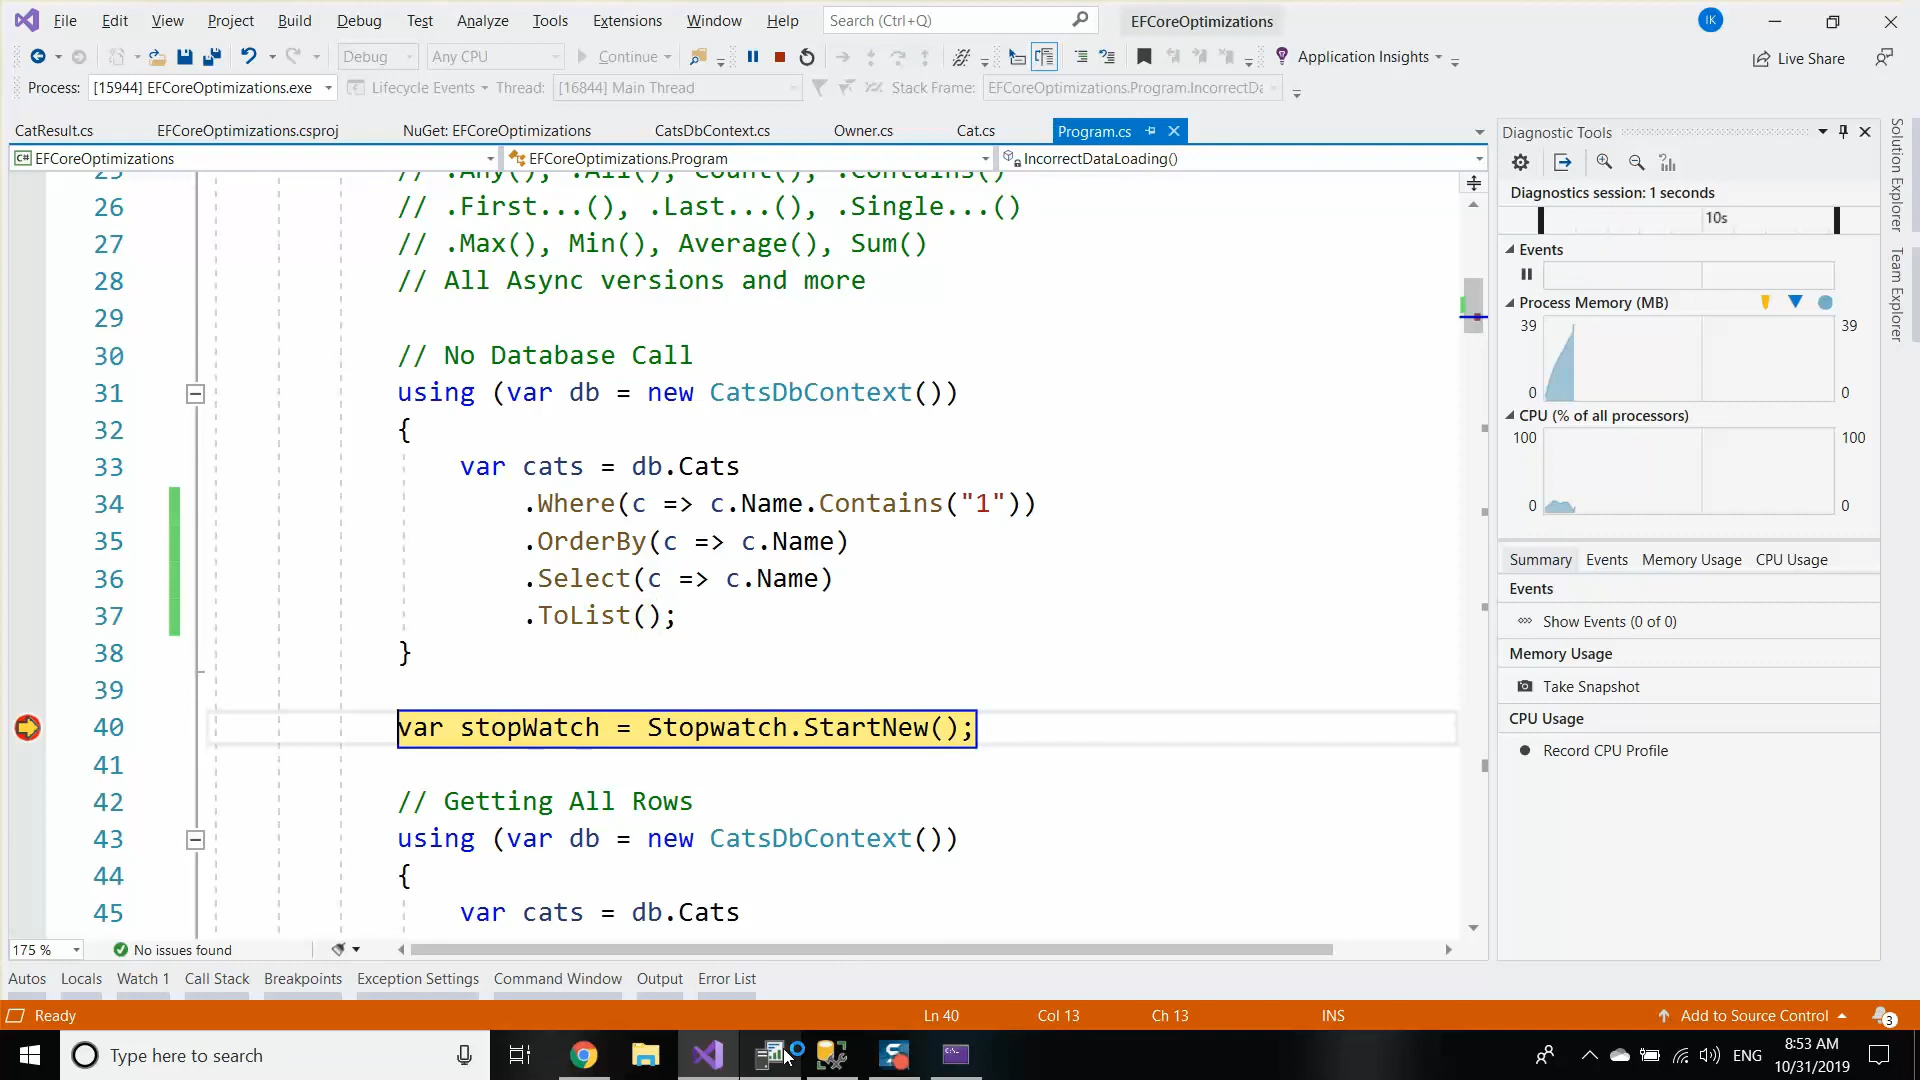 File Edit View Project Build Debug Test Analyze Tools Extensions Window Help Search (Ctrl+Q) EFCoreOptimizations IK
Debug Any CPU Continue Application Insights Live Share
Process: [15944] EFCoreOptimizations.exe Lifecycle Events Thread: [16844] Main Thread Stack Frame: EFCoreOptimizations.Program.IncorrectDa
CatResult.cs EFCoreOptimizations.csproj NuGet: EFCoreOptimizations CatsDbContext.cs Owner.cs Cat.cs Program.cs
C# EFCoreOptimizations EFCoreOptimizations.Program IncorrectDataLoading()
25 // .Any(), .All(), Count(), .Contains()
26 // .First...(), .Last...(), .Single...()
27 // .Max(), Min(), Average(), Sum()
28 // All Async versions and more
29
30 // No Database Call
31 using (var db = new CatsDbContext())
32 {
33 var cats = db.Cats
34 .Where(c => c.Name.Contains("1"))
35 .OrderBy(c => c.Name)
36 .Select(c => c.Name)
37 .ToList();
38 }
39
40 var stopWatch = Stopwatch.StartNew();
41
42 // Getting All Rows
43 using (var db = new CatsDbContext())
44 {
45 var cats = db.Cats
175 % No issues found
Diagnostic Tools
Diagnostics session: 1 seconds
10s
Events
Process Memory (MB)
39 39
0 0
CPU (% of all processors)
100 100
0 0
Summary Events Memory Usage CPU Usage
Events
Show Events (0 of 0)
Memory Usage
Take Snapshot
CPU Usage
Record CPU Profile
Solution Explorer
Team Explorer
Autos Locals Watch 1 Call Stack Breakpoints Exception Settings Command Window Output Error List
Ready Ln 40 Col 13 Ch 13 INS Add to Source Control 3
Type here to search ENG 8:53 AM
10/31/2019